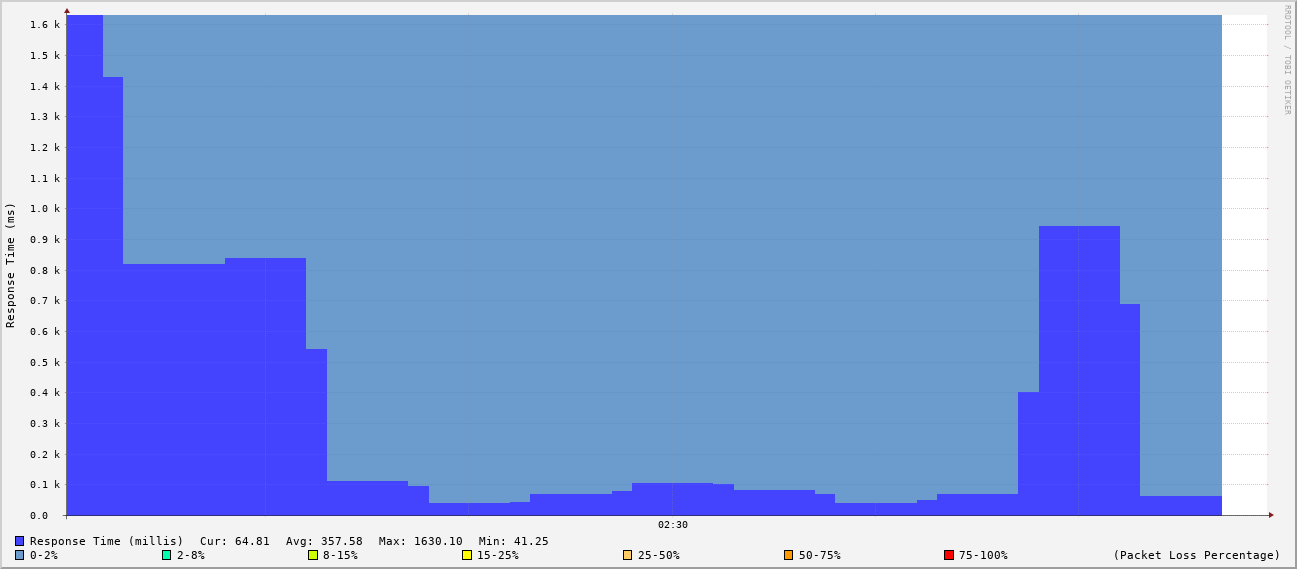 RRDTOOL / TOBI OETIKER
Response Time (ms)
1.6 k
1.5 k
1.4 k
1.3 k
1.2 k
1.1 k
1.0 k
0.9 k
0.8 k
0.7 k
0.6 k
0.5 k
0.4 k
0.3 k
0.2 k
0.1 k
0.0
02:30
Response Time (millis) Cur: 64.81 Avg: 357.58 Max: 1630.10 Min: 41.25
0-2% 2-8% 8-15% 15-25% 25-50% 50-75% 75-100% (Packet Loss Percentage)